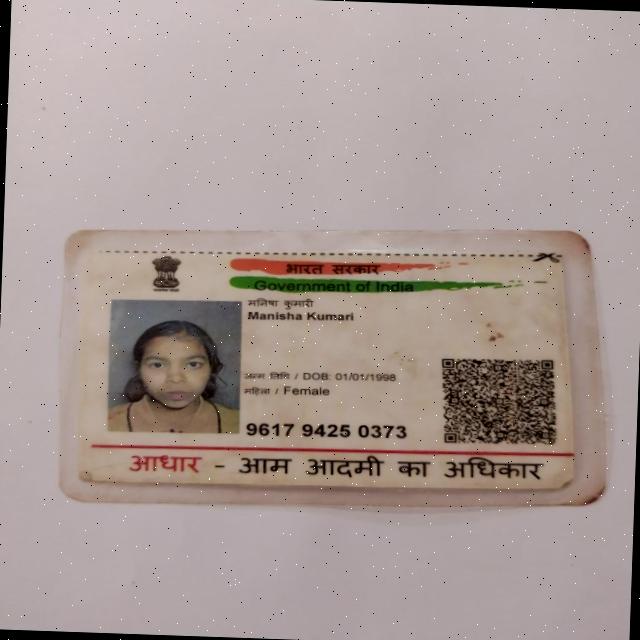 भारत सरकार
Government of India
मनिषा कुमारी
Manisha Kumari
जन्म तिथि / DOB: 01/01/1998
महिला / Female
9617 9425 0373
आधार - आम आदमी का अधिकार